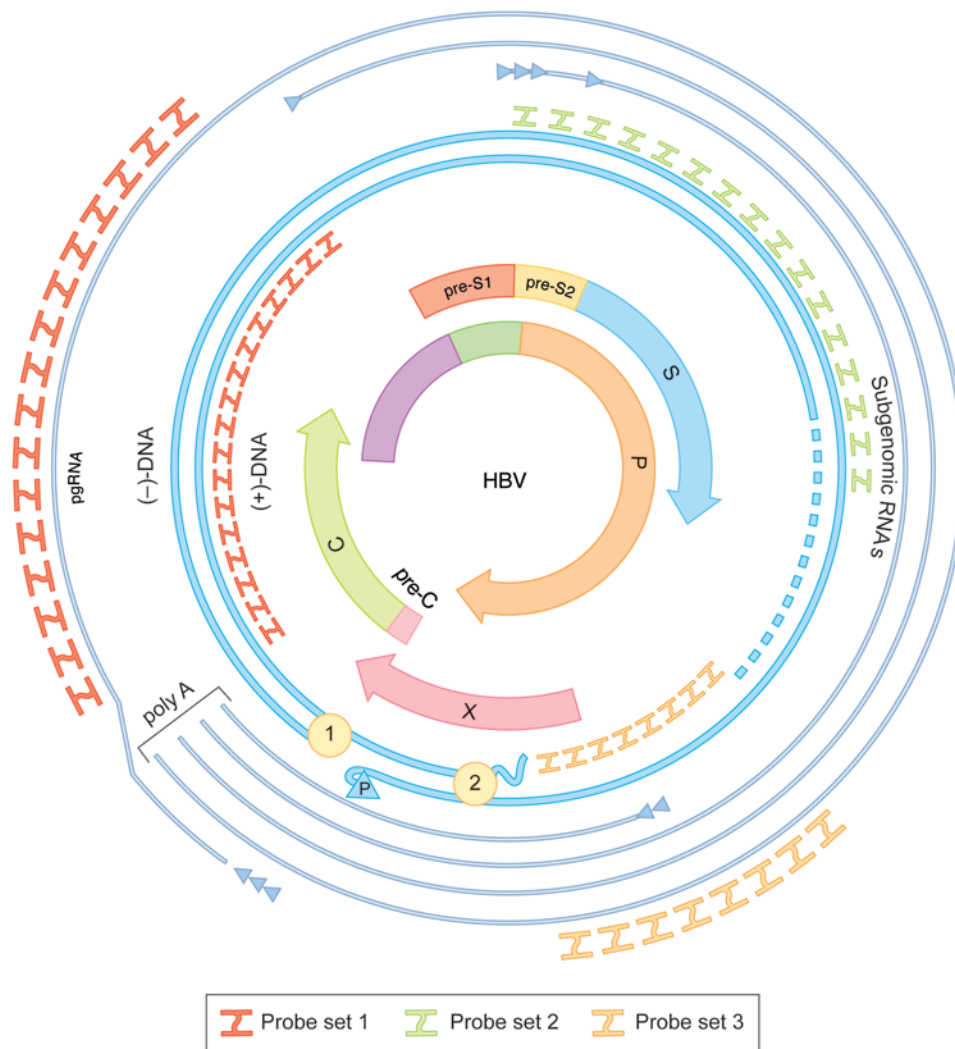 pre-S1
pre-S2
S
P
HBV
C
pre-C
X
(+)-DNA
(−)-DNA
pgRNA
Subgenomic RNAs
poly A
1
2
P
Probe set 1
Probe set 2
Probe set 3